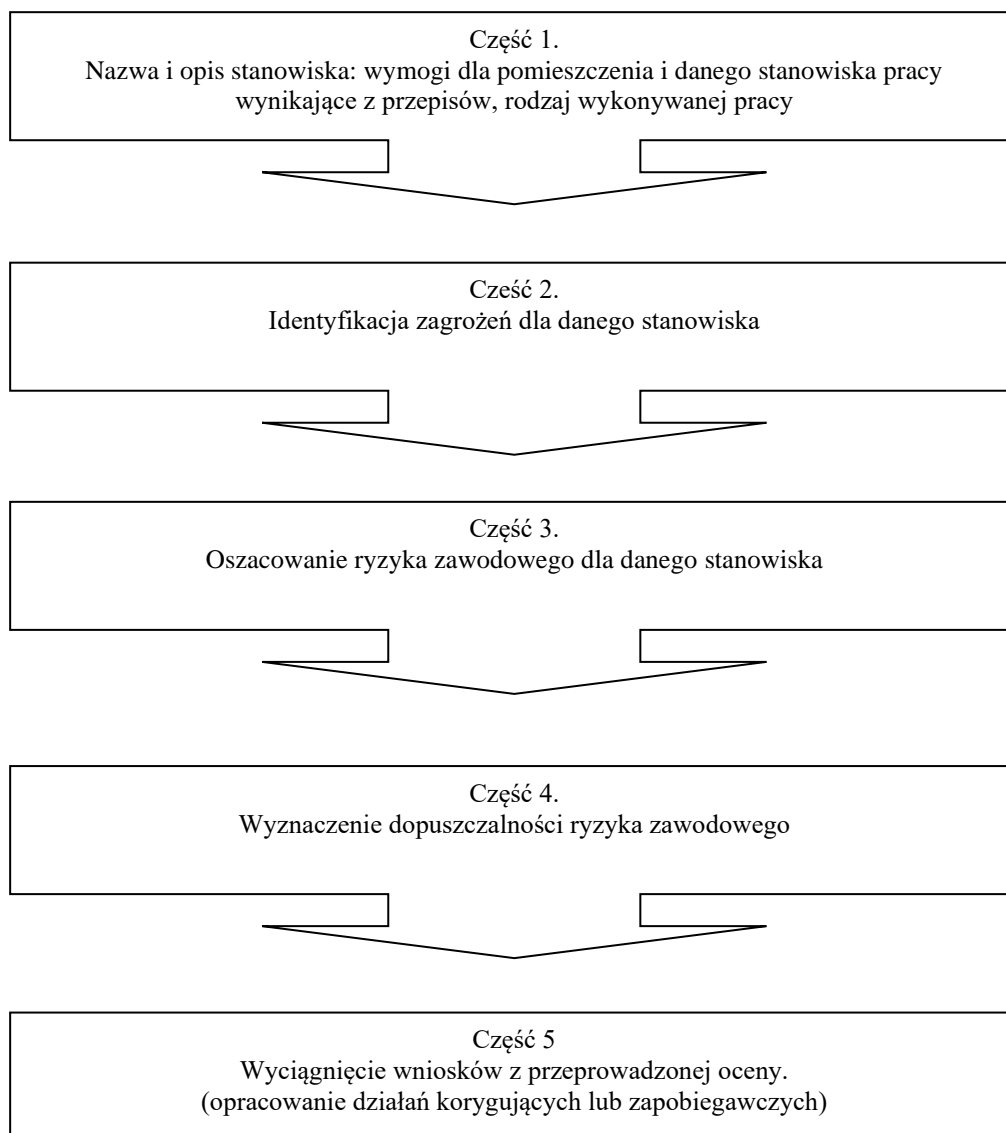 Część 1.
Nazwa i opis stanowiska: wymogi dla pomieszczenia i danego stanowiska pracy
wynikające z przepisów, rodzaj wykonywanej pracy
Cześć 2.
Identyfikacja zagrożeń dla danego stanowiska
Część 3.
Oszacowanie ryzyka zawodowego dla danego stanowiska
Część 4.
Wyznaczenie dopuszczalności ryzyka zawodowego
Część 5
Wyciągnięcie wniosków z przeprowadzonej oceny.
(opracowanie działań korygujących lub zapobiegawczych)